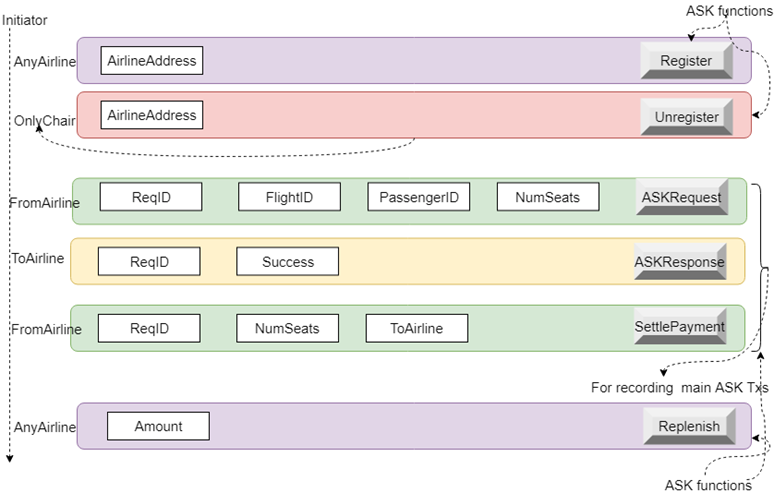 Initiator
ASK functions
AnyAirline AirlineAddress Register
OnlyChair AirlineAddress Unregister
FromAirline ReqID FlightID PassengerID NumSeats ASKRequest
ToAirline ReqID Success ASKResponse
FromAirline ReqID NumSeats ToAirline SettlePayment
For recording main ASK Txs
AnyAirline Amount Replenish
ASK functions